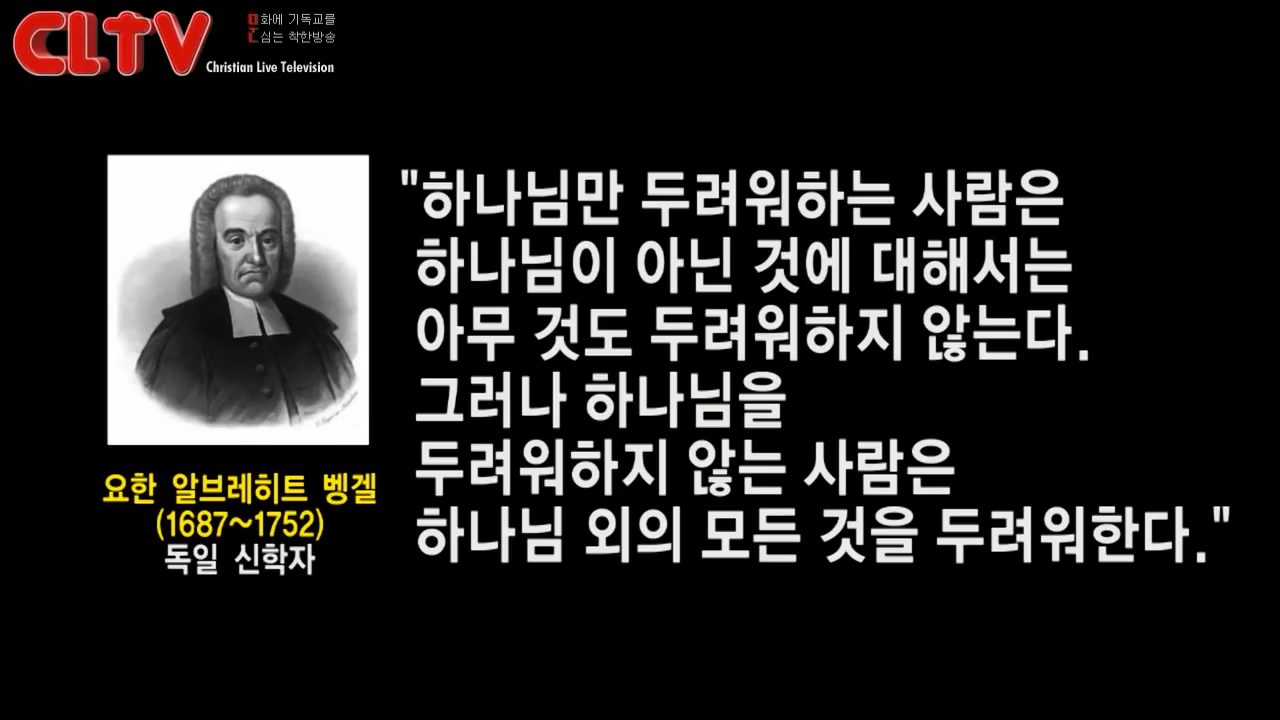 CLTV
문화에 기독교를
심는 착한방송
Christian Live Television
"하나님만 두려워하는 사람은
하나님이 아닌 것에 대해서는
아무 것도 두려워하지 않는다.
그러나 하나님을
두려워하지 않는 사람은
하나님 외의 모든 것을 두려워한다."
요한 알브레히트 벵겔
(1687~1752)
독일 신학자